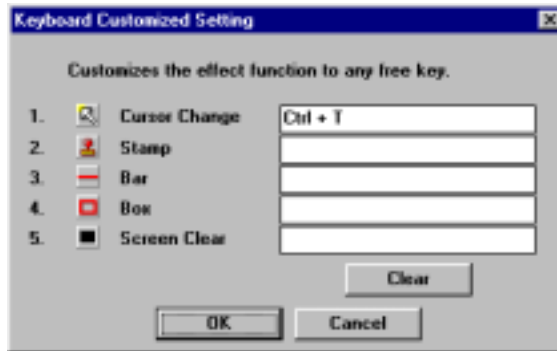 Keyboard Customized Setting
Customizes the effect function to any free key.
1. Cursor Change Ctrl + T
2. Stamp
3. Bar
4. Box
5. Screen Clear
Clear
OK Cancel